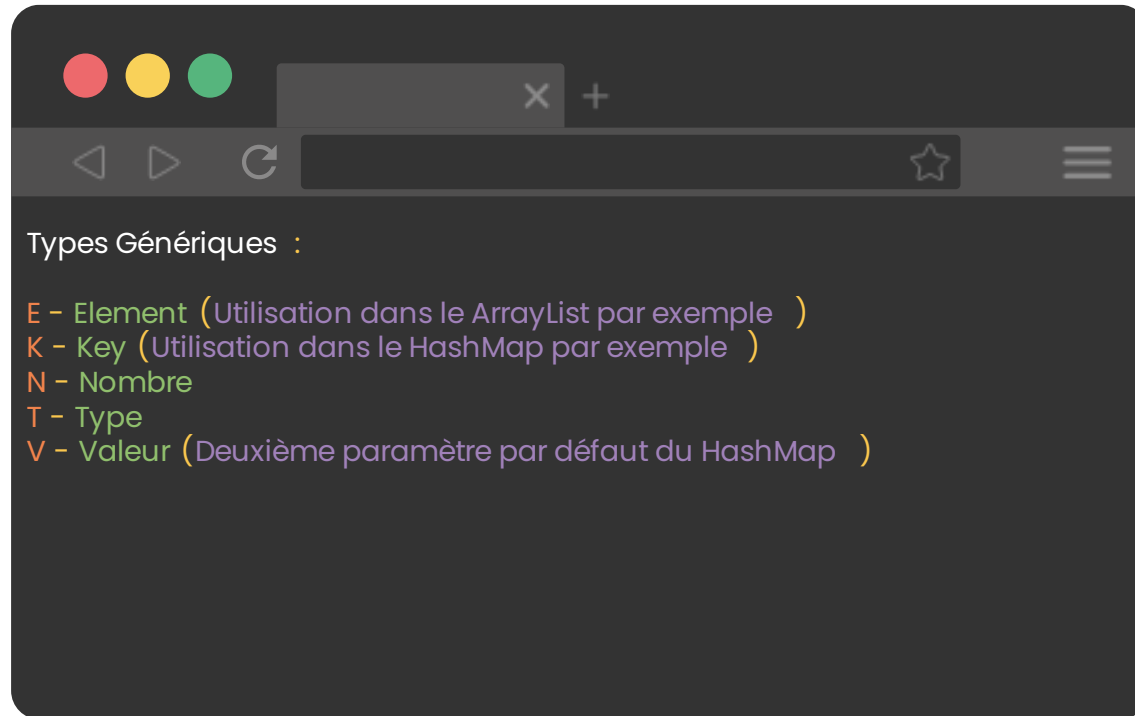 Types Génériques :
E - Element (Utilisation dans le ArrayList par exemple )
K - Key (Utilisation dans le HashMap par exemple )
N - Nombre
T - Type
V - Valeur (Deuxième paramètre par défaut du HashMap )